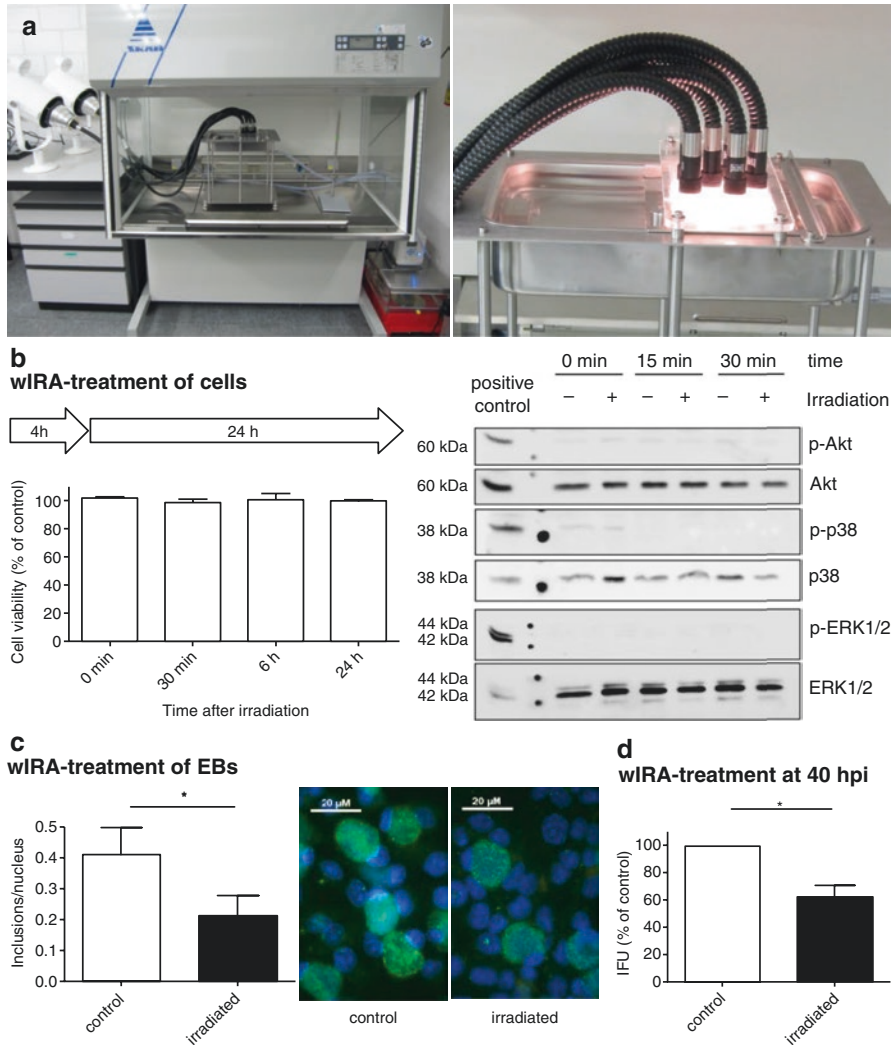 a
b
wIRA-treatment of cells
4h
24 h
Cell viability (% of control)
100
80
60
40
20
0
0 min
30 min
6 h
24 h
Time after irradiation
positive
control
0 min
15 min
30 min
time
− + − + − +
Irradiation
60 kDa
p-Akt
60 kDa
Akt
38 kDa
p-p38
38 kDa
p38
44 kDa
42 kDa
p-ERK1/2
44 kDa
42 kDa
ERK1/2
c
wIRA-treatment of EBs
*
Inclusions/nucleus
0.5
0.4
0.3
0.2
0.1
0.0
control
irradiated
20 µM
20 µM
control
irradiated
d
wIRA-treatment at 40 hpi
*
IFU (% of control)
100
80
60
40
20
0
control
irradiated